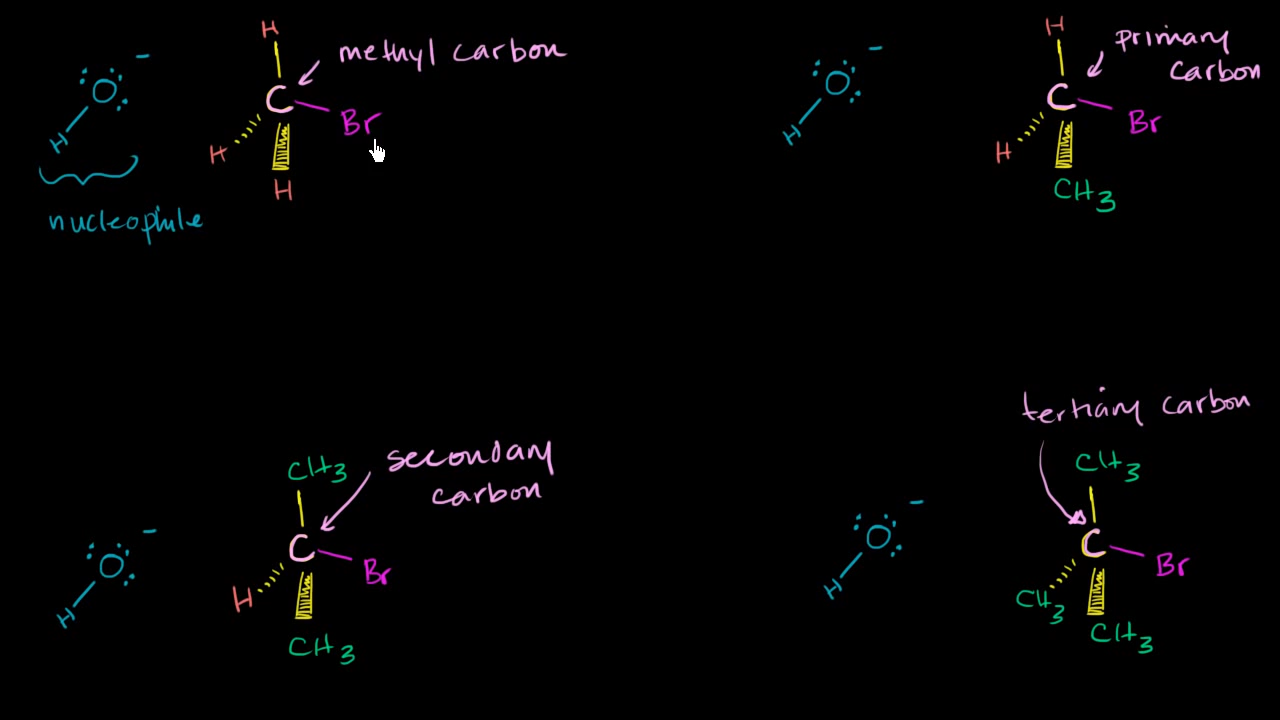 H
methyl carbon
O
−
H
C
Br
H
H
nucleophile
H
primary
carbon
O
−
H
C
Br
H
CH3
CH3
secondary
carbon
O
−
H
C
Br
H
CH3
tertiary carbon
CH3
O
−
H
C
Br
CH3
CH3